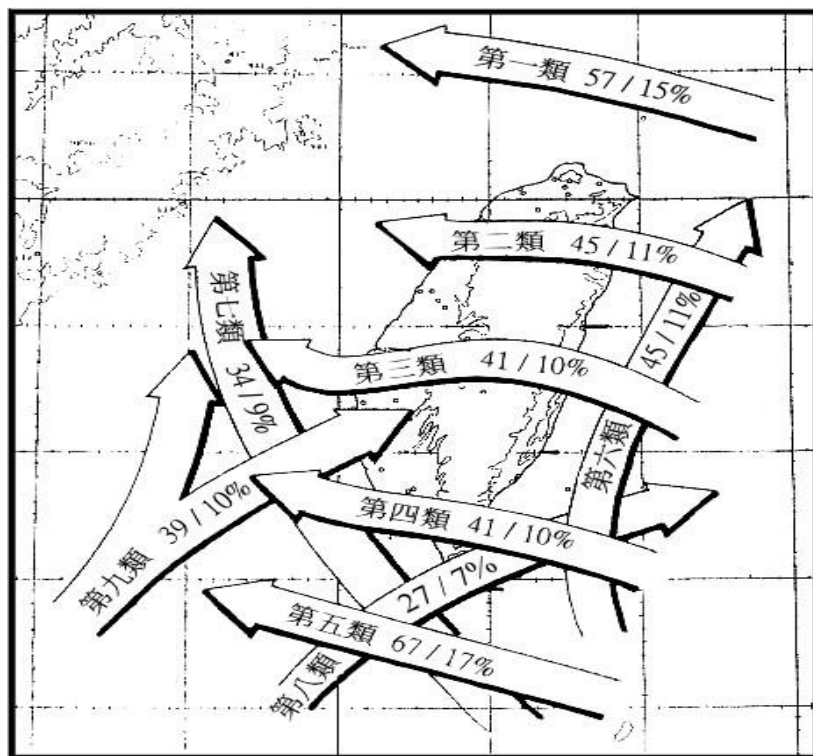 第一類 57 / 15%
第二類 45 / 11%
第三類 41 / 10%
第四類 41 / 10%
第五類 67 / 17%
第六類 45 / 11%
第七類 34 / 9%
第八類 27 / 7%
第九類 39 / 10%